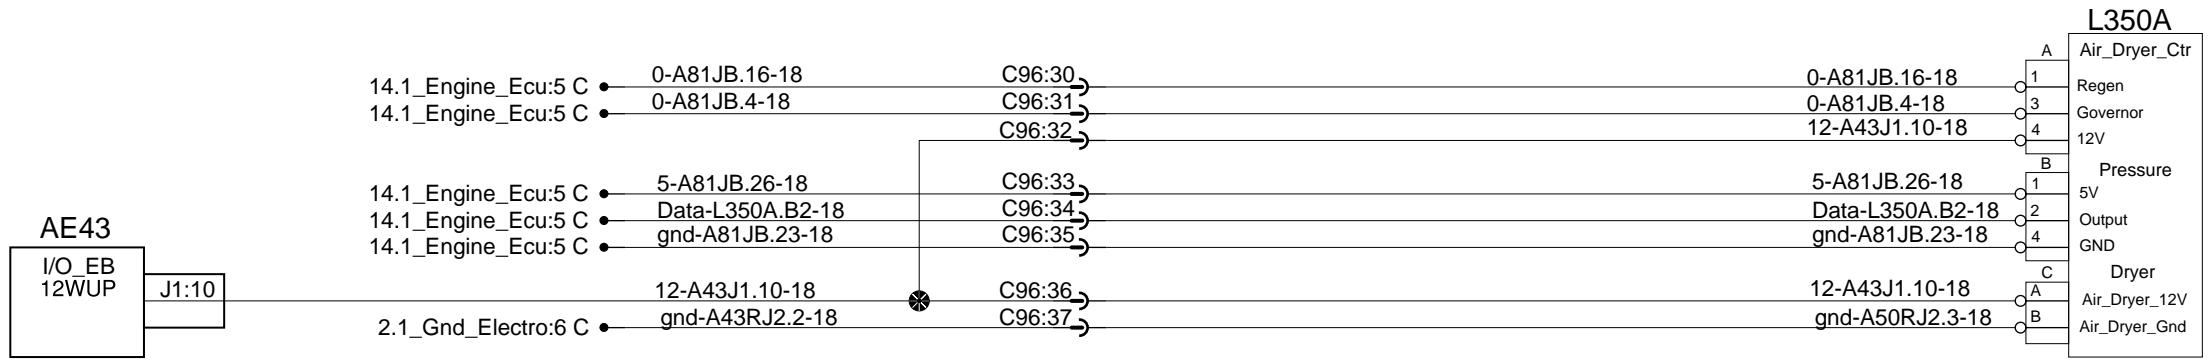 L350A
A Air_Dryer_Ctr
14.1_Engine_Ecu:5 C 0-A81JB.16-18 C96:30 0-A81JB.16-18 1 Regen
14.1_Engine_Ecu:5 C 0-A81JB.4-18 C96:31 0-A81JB.4-18 3 Governor
C96:32 12-A43J1.10-18 4 12V
B Pressure
14.1_Engine_Ecu:5 C 5-A81JB.26-18 C96:33 5-A81JB.26-18 1 5V
14.1_Engine_Ecu:5 C Data-L350A.B2-18 C96:34 Data-L350A.B2-18 2 Output
14.1_Engine_Ecu:5 C gnd-A81JB.23-18 C96:35 gnd-A81JB.23-18 4 GND
AE43
I/O_EB
12WUP J1:10
C Dryer
12-A43J1.10-18 C96:36 12-A43J1.10-18 A Air_Dryer_12V
2.1_Gnd_Electro:6 C gnd-A43RJ2.2-18 C96:37 gnd-A50RJ2.3-18 B Air_Dryer_Gnd